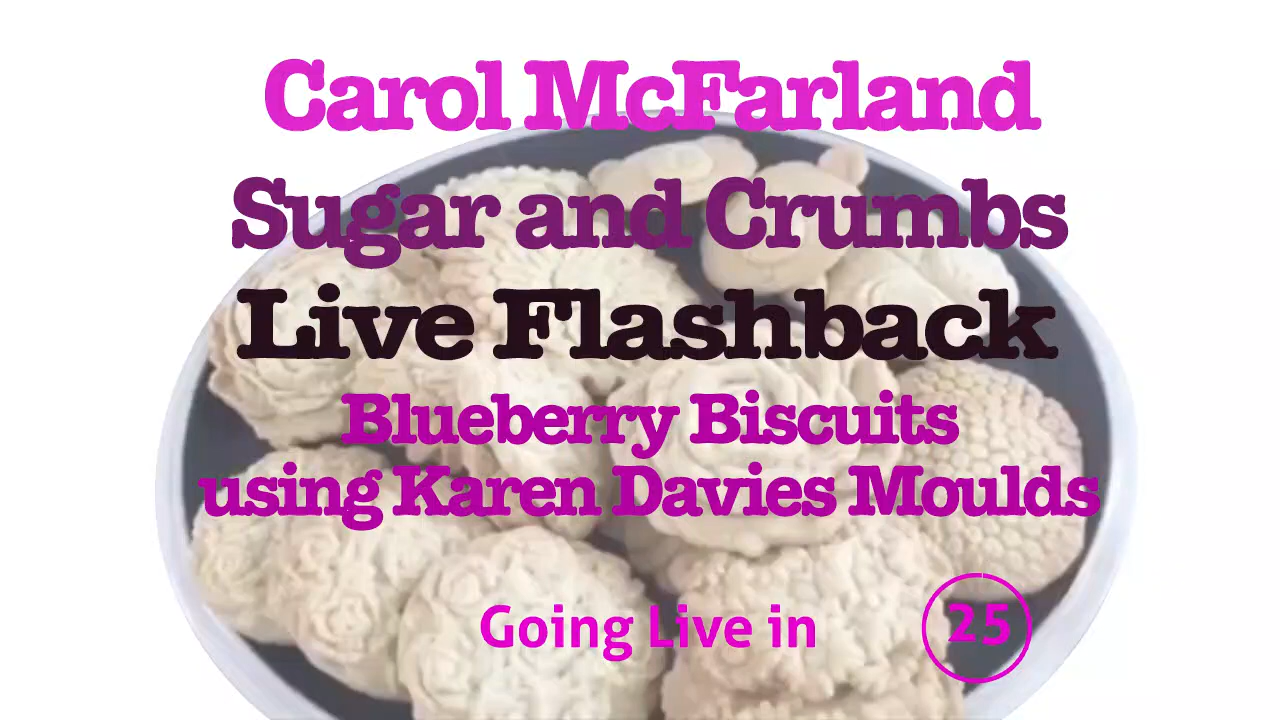 Carol McFarland
Sugar and Crumbs
Live Flashback
Blueberry Biscuits
using Karen Davies Moulds
Going Live in 25